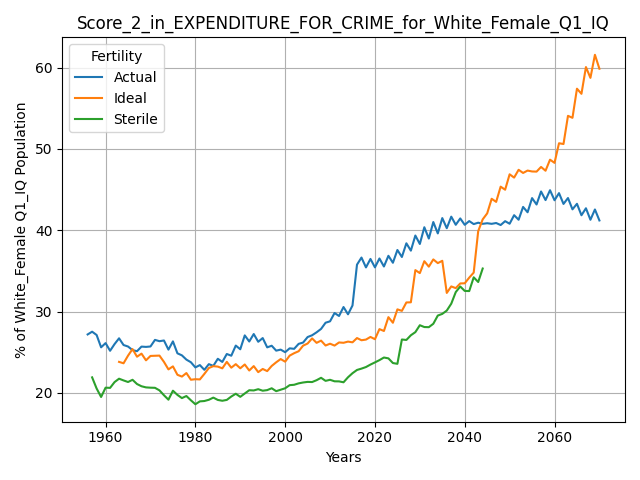 Score_2_in_EXPENDITURE_FOR_CRIME_for_White_Female_Q1_IQ
Fertility
Actual
Ideal
Sterile
% of White_Female Q1_IQ Population
60
50
40
30
20
1960
1980
2000
2020
2040
2060
Years